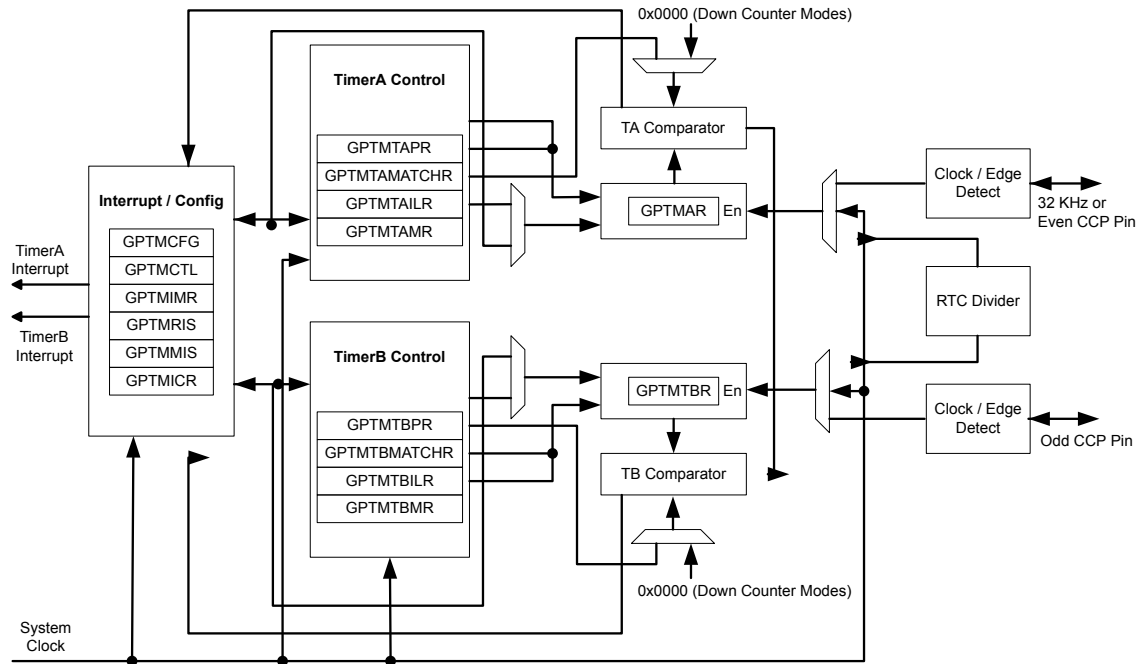 0x0000 (Down Counter Modes)
TimerA Control
GPTMTAPR
GPTMTAMATCHR
GPTMTAILR
GPTMTAMR
TA Comparator
GPTMAR
En
Clock / Edge
Detect
32 KHz or
Even CCP Pin
Interrupt / Config
GPTMCFG
GPTMCTL
GPTMIMR
GPTMRIS
GPTMMIS
GPTMICR
TimerA
Interrupt
TimerB
Interrupt
RTC Divider
TimerB Control
GPTMTBPR
GPTMTBMATCHR
GPTMTBILR
GPTMTBMR
GPTMTBR
En
TB Comparator
Clock / Edge
Detect
Odd CCP Pin
0x0000 (Down Counter Modes)
System
Clock